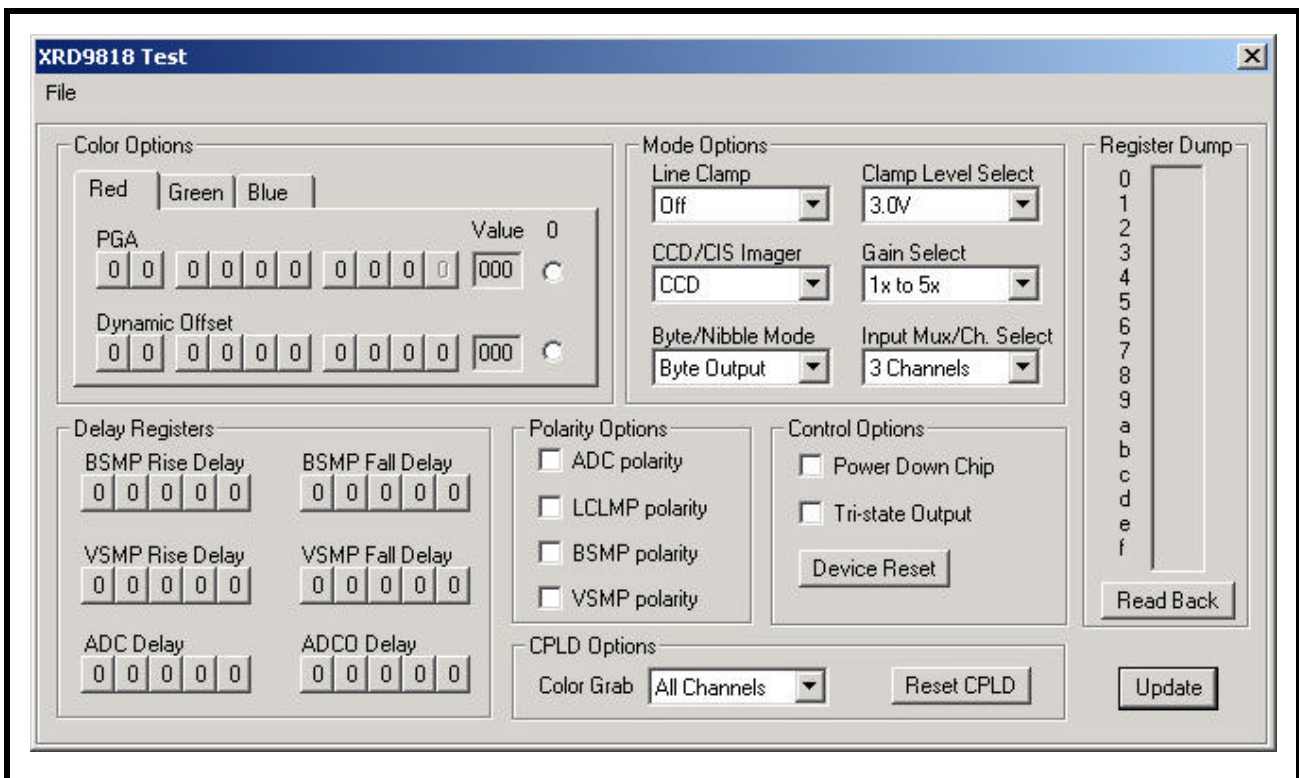 XRD9818 Test
File
Color Options
Red Green Blue
Value 0
PGA
0 0 0 0 0 0 0 0 0 0 000
Dynamic Offset
0 0 0 0 0 0 0 0 0 0 000
Mode Options
Line Clamp Clamp Level Select
Off 3.0V
CCD/CIS Imager Gain Select
CCD 1x to 5x
Byte/Nibble Mode Input Mux/Ch. Select
Byte Output 3 Channels
Register Dump
0
1
2
3
4
5
6
7
8
9
a
b
c
d
e
f
Read Back
Delay Registers
BSMP Rise Delay BSMP Fall Delay
0 0 0 0 0 0 0 0 0 0
VSMP Rise Delay VSMP Fall Delay
0 0 0 0 0 0 0 0 0 0
ADC Delay ADCO Delay
0 0 0 0 0 0 0 0 0 0
Polarity Options
ADC polarity
LCLMP polarity
BSMP polarity
VSMP polarity
Control Options
Power Down Chip
Tri-state Output
Device Reset
CPLD Options
Color Grab All Channels Reset CPLD
Update